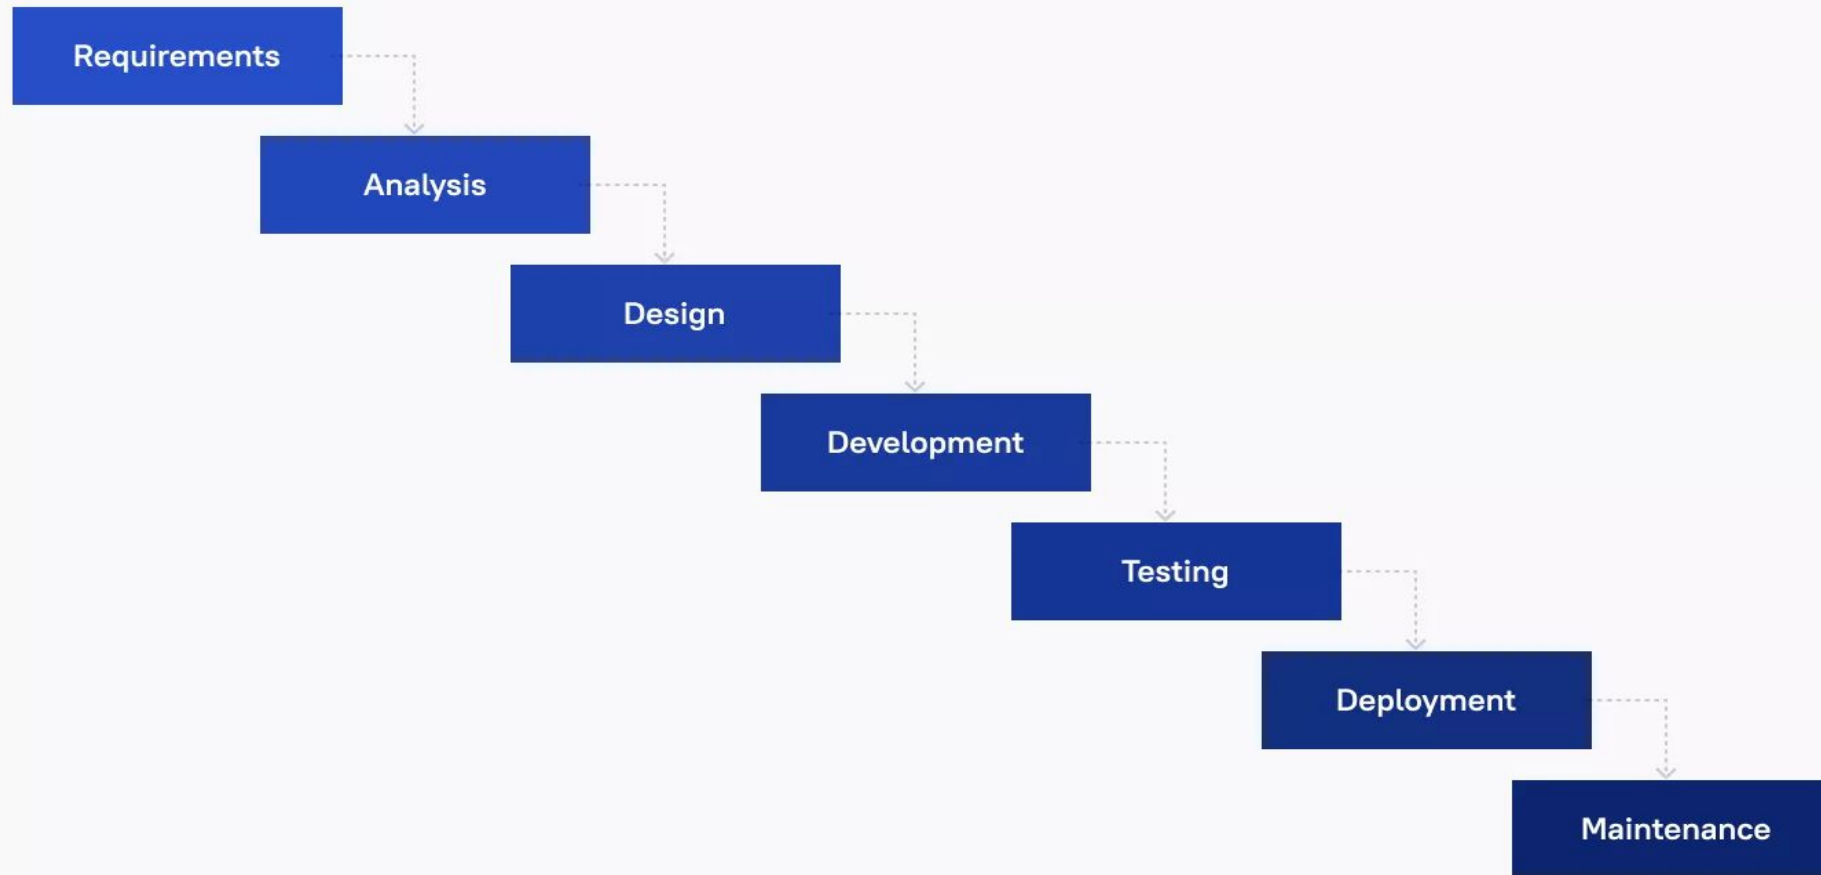 Requirements
Analysis
Design
Development
Testing
Deployment
Maintenance